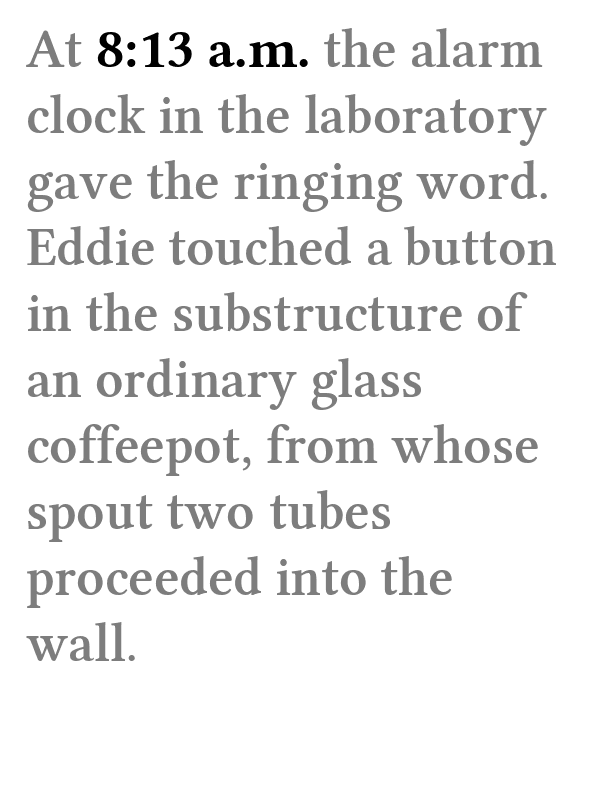 At 8:13 a.m. the alarm
clock in the laboratory
gave the ringing word.
Eddie touched a button
in the substructure of
an ordinary glass
coffeepot, from whose
spout two tubes
proceeded into the
wall.